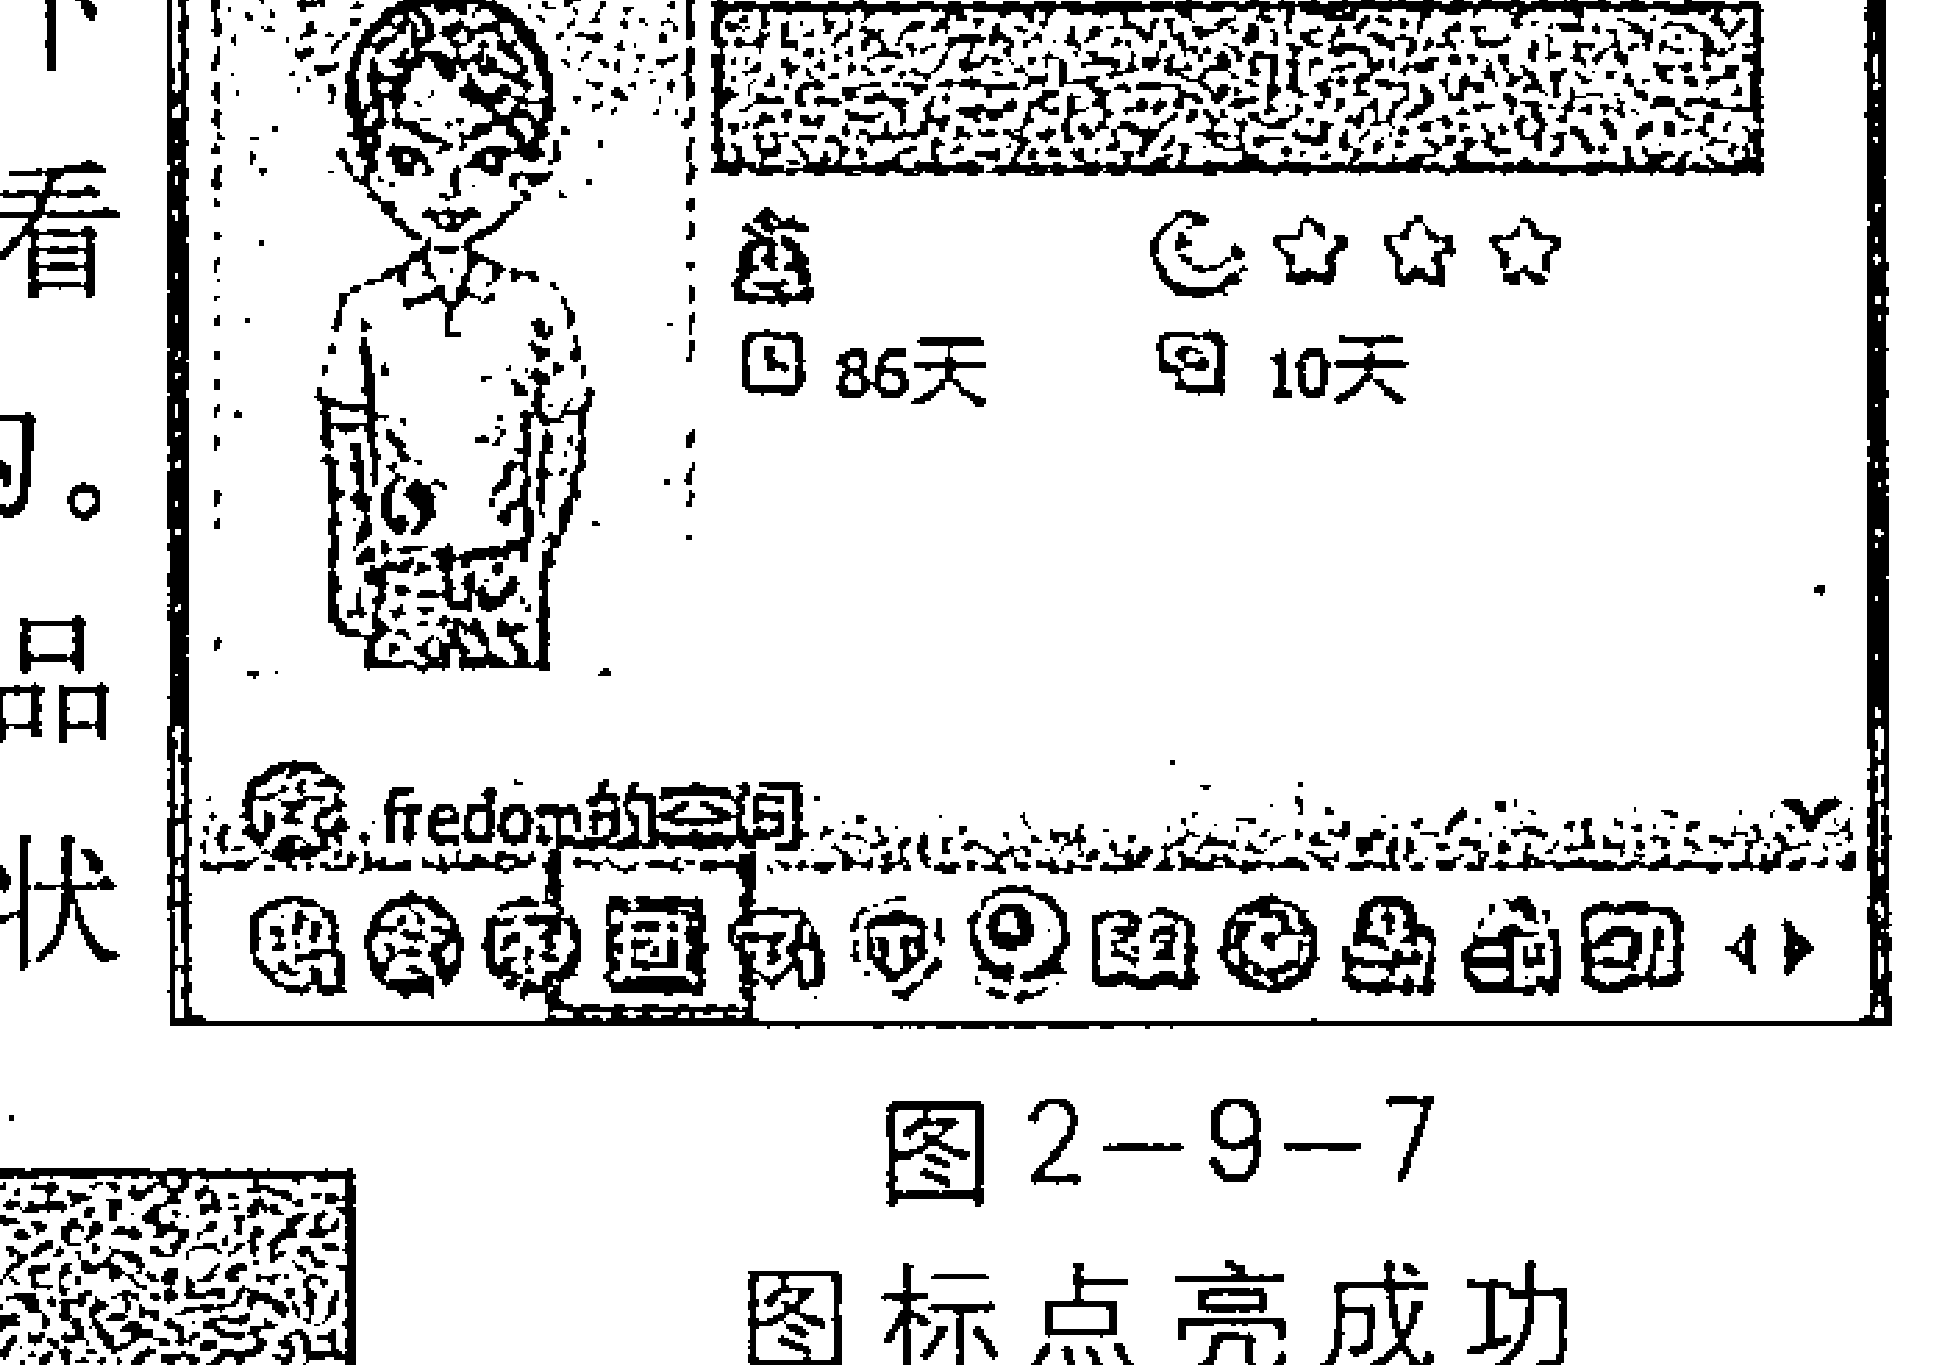 看
86天 10天
的。
品
.fredom的空间
状
图 2-9-7
图标点亮成功